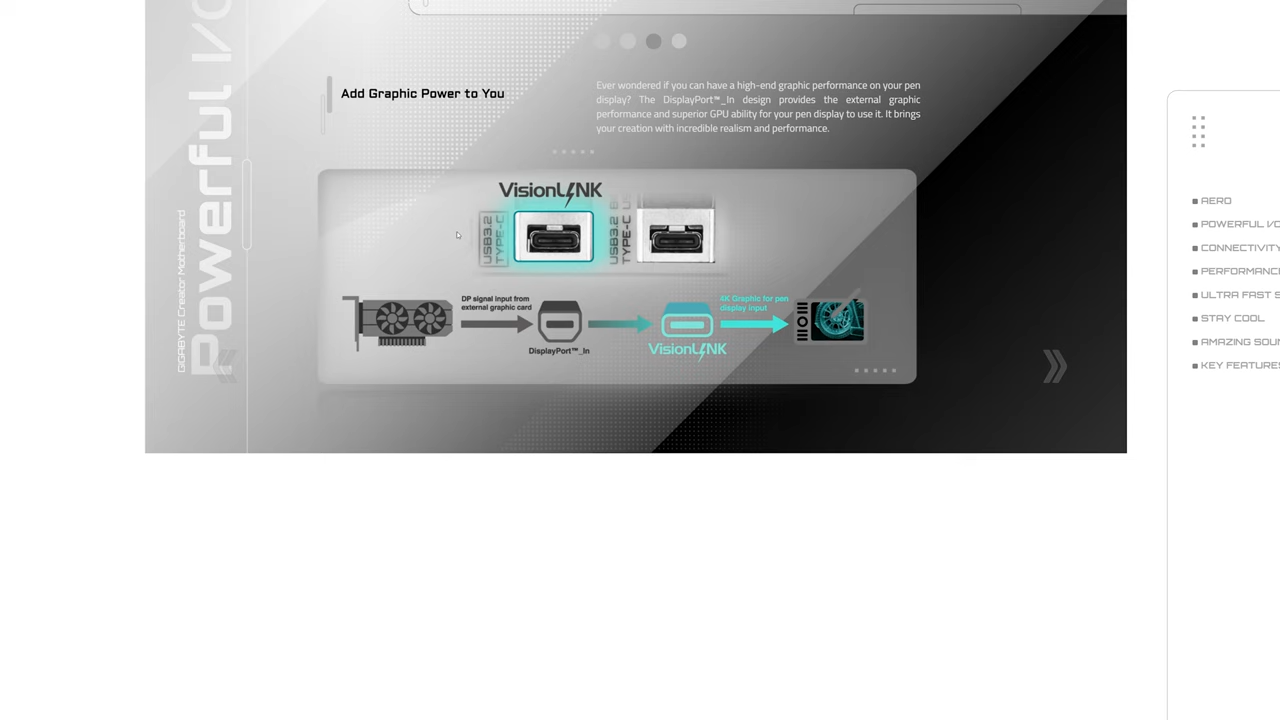 Powerful I/O
GIGABYTE Creator Motherboard
Add Graphic Power to You
Ever wondered if you can have a high-end graphic performance on your pen
display? The DisplayPort™_In design provides the external graphic
performance and superior GPU ability for your pen display to use it. It brings
your creation with incredible realism and performance.
VisionLINK
USB3.2
TYPE-C
USB3.2
TYPE-C
DP signal input from
external graphic card
DisplayPort™_In
VisionLINK
4K Graphic for pen
display input
AERO
POWERFUL I/O
CONNECTIVITY
PERFORMANCE
ULTRA FAST
STAY COOL
AMAZING
KEY FEATURES